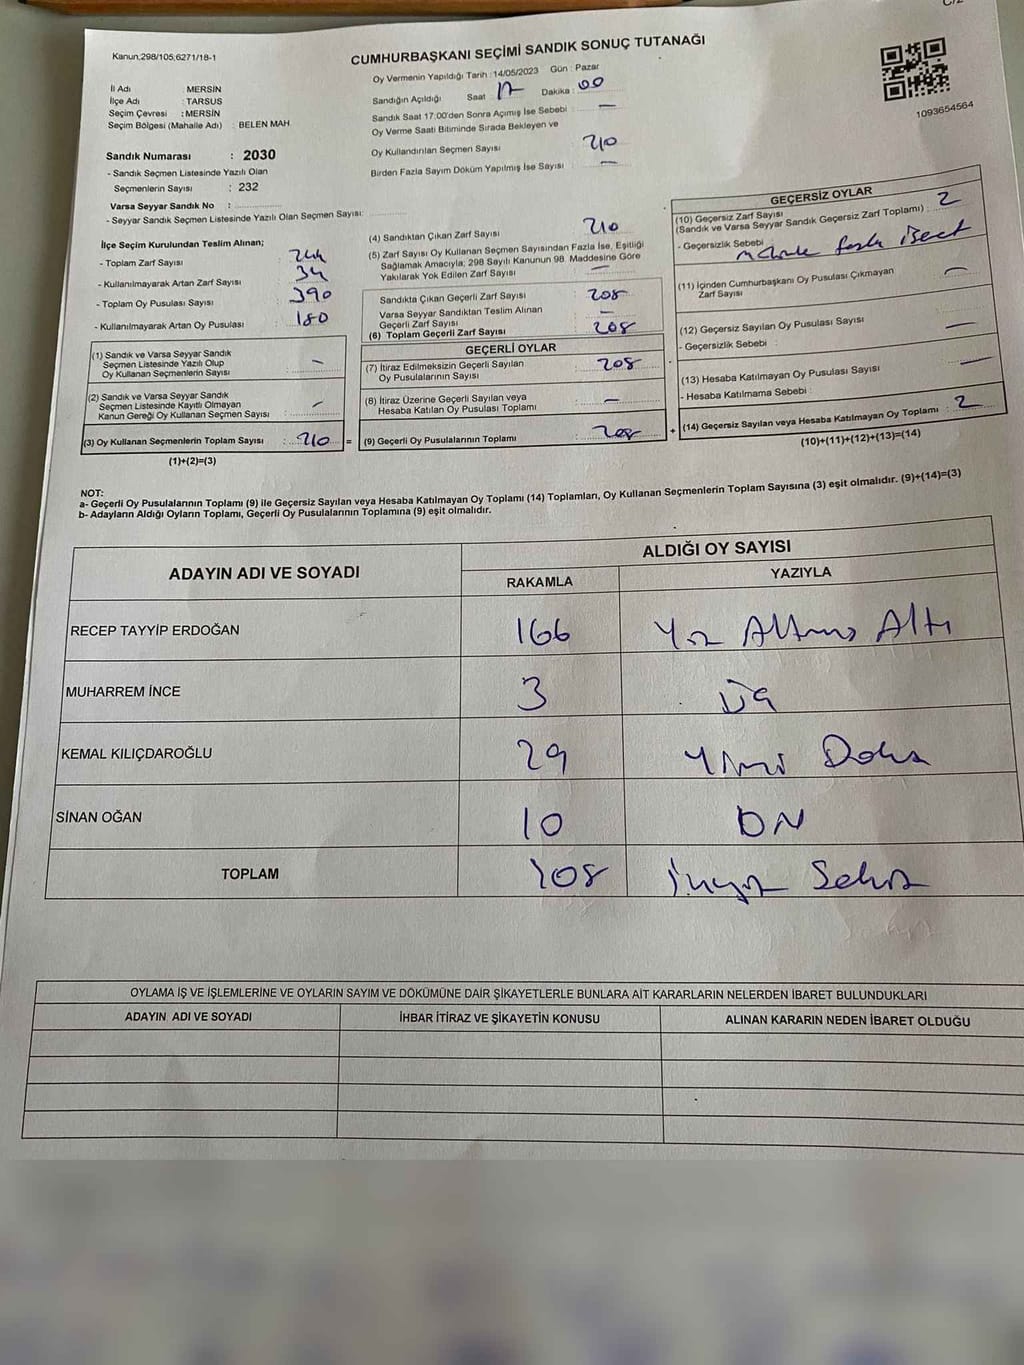 C/2
Kanun,298/105,6271/18-1
CUMHURBAŞKANI SEÇİMİ SANDIK SONUÇ TUTANAĞI
1093654564
İl Adı : MERSİN
İlçe Adı : TARSUS
Seçim Çevresi : MERSİN
Seçim Bölgesi (Mahalle Adı) : BELEN MAH.
Oy Vermenin Yapıldığı Tarih : 14/05/2023 Gün : Pazar
Sandığın Açıldığı Saat 17 Dakika : 00
Sandık Saat 17:00'den Sonra Açımış İse Sebebi : —
Oy Verme Saati Bitiminde Sırada Bekleyen ve
Oy Kullandırılan Seçmen Sayısı : 210
Birden Fazla Sayım Döküm Yapılmış İse Sayısı : —
Sandık Numarası : 2030
- Sandık Seçmen Listesinde Yazılı Olan
Seçmenlerin Sayısı : 232
Varsa Seyyar Sandık No :
- Seyyar Sandık Seçmen Listesinde Yazılı Olan Seçmen Sayısı:
İlçe Seçim Kurulundan Teslim Alınan;
- Toplam Zarf Sayısı : 244
- Kullanılmayarak Artan Zarf Sayısı : 34
- Toplam Oy Pusulası Sayısı : 390
- Kullanılmayarak Artan Oy Pusulası : 180
(1) Sandık ve Varsa Seyyar Sandık
Seçmen Listesinde Yazılı Olup
Oy Kullanan Seçmenlerin Sayısı : –
(2) Sandık ve Varsa Seyyar Sandık
Seçmen Listesinde Kayıtlı Olmayan
Kanun Gereği Oy Kullanan Seçmen Sayısı : –
(3) Oy Kullanan Seçmenlerin Toplam Sayısı : 210 =
(1)+(2)=(3)
(4) Sandıktan Çıkan Zarf Sayısı : 210
(5) Zarf Sayısı Oy Kullanan Seçmen Sayısından Fazla İse, Eşitliği
Sağlamak Amacıyla; 298 Sayılı Kanunun 98. Maddesine Göre
Yakılarak Yok Edilen Zarf Sayısı : —
Sandıkta Çıkan Geçerli Zarf Sayısı : 208
Varsa Seyyar Sandıktan Teslim Alınan
Geçerli Zarf Sayısı : –
(6) Toplam Geçerli Zarf Sayısı : 208
GEÇERLİ OYLAR
(7) İtiraz Edilmeksizin Geçerli Sayılan
Oy Pusulalarının Sayısı : 208
(8) İtiraz Üzerine Geçerli Sayılan veya
Hesaba Katılan Oy Pusulası Toplamı : –
(9) Geçerli Oy Pusulalarının Toplamı : 208 +
GEÇERSİZ OYLAR
(10) Geçersiz Zarf Sayısı
(Sandık ve Varsa Seyyar Sandık Geçersiz Zarf Toplamı) : 2
- Geçersizlik Sebebi : fazla
(11) İçinden Cumhurbaşkanı Oy Pusulası Çıkmayan
Zarf Sayısı : —
(12) Geçersiz Sayılan Oy Pusulası Sayısı : —
- Geçersizlik Sebebi :
(13) Hesaba Katılmayan Oy Pusulası Sayısı : —
- Hesaba Katılmama Sebebi :
(14) Geçersiz Sayılan veya Hesaba Katılmayan Oy Toplamı : 2
(10)+(11)+(12)+(13)=(14)
NOT:
a- Geçerli Oy Pusulalarının Toplamı (9) ile Geçersiz Sayılan veya Hesaba Katılmayan Oy Toplamı (14) Toplamları, Oy Kullanan Seçmenlerin Toplam Sayısına (3) eşit olmalıdır. (9)+(14)=(3)
b- Adayların Aldığı Oyların Toplamı, Geçerli Oy Pusulalarının Toplamına (9) eşit olmalıdır.
ADAYIN ADI VE SOYADI ALDIĞI OY SAYISI
RAKAMLA YAZIYLA
RECEP TAYYİP ERDOĞAN 166 Yüz Altmış Altı
MUHARREM İNCE 3 Üç
KEMAL KILIÇDAROĞLU 29 Yirmi Dokuz
SİNAN OĞAN 10 ON
TOPLAM 208 İkiyüz Sekiz
OYLAMA İŞ VE İŞLEMLERİNE VE OYLARIN SAYIM VE DÖKÜMÜNE DAİR ŞİKAYETLERLE BUNLARA AİT KARARLARIN NELERDEN İBARET BULUNDUKLARI
ADAYIN ADI VE SOYADI İHBAR İTİRAZ VE ŞİKAYETİN KONUSU ALINAN KARARIN NEDEN İBARET OLDUĞU